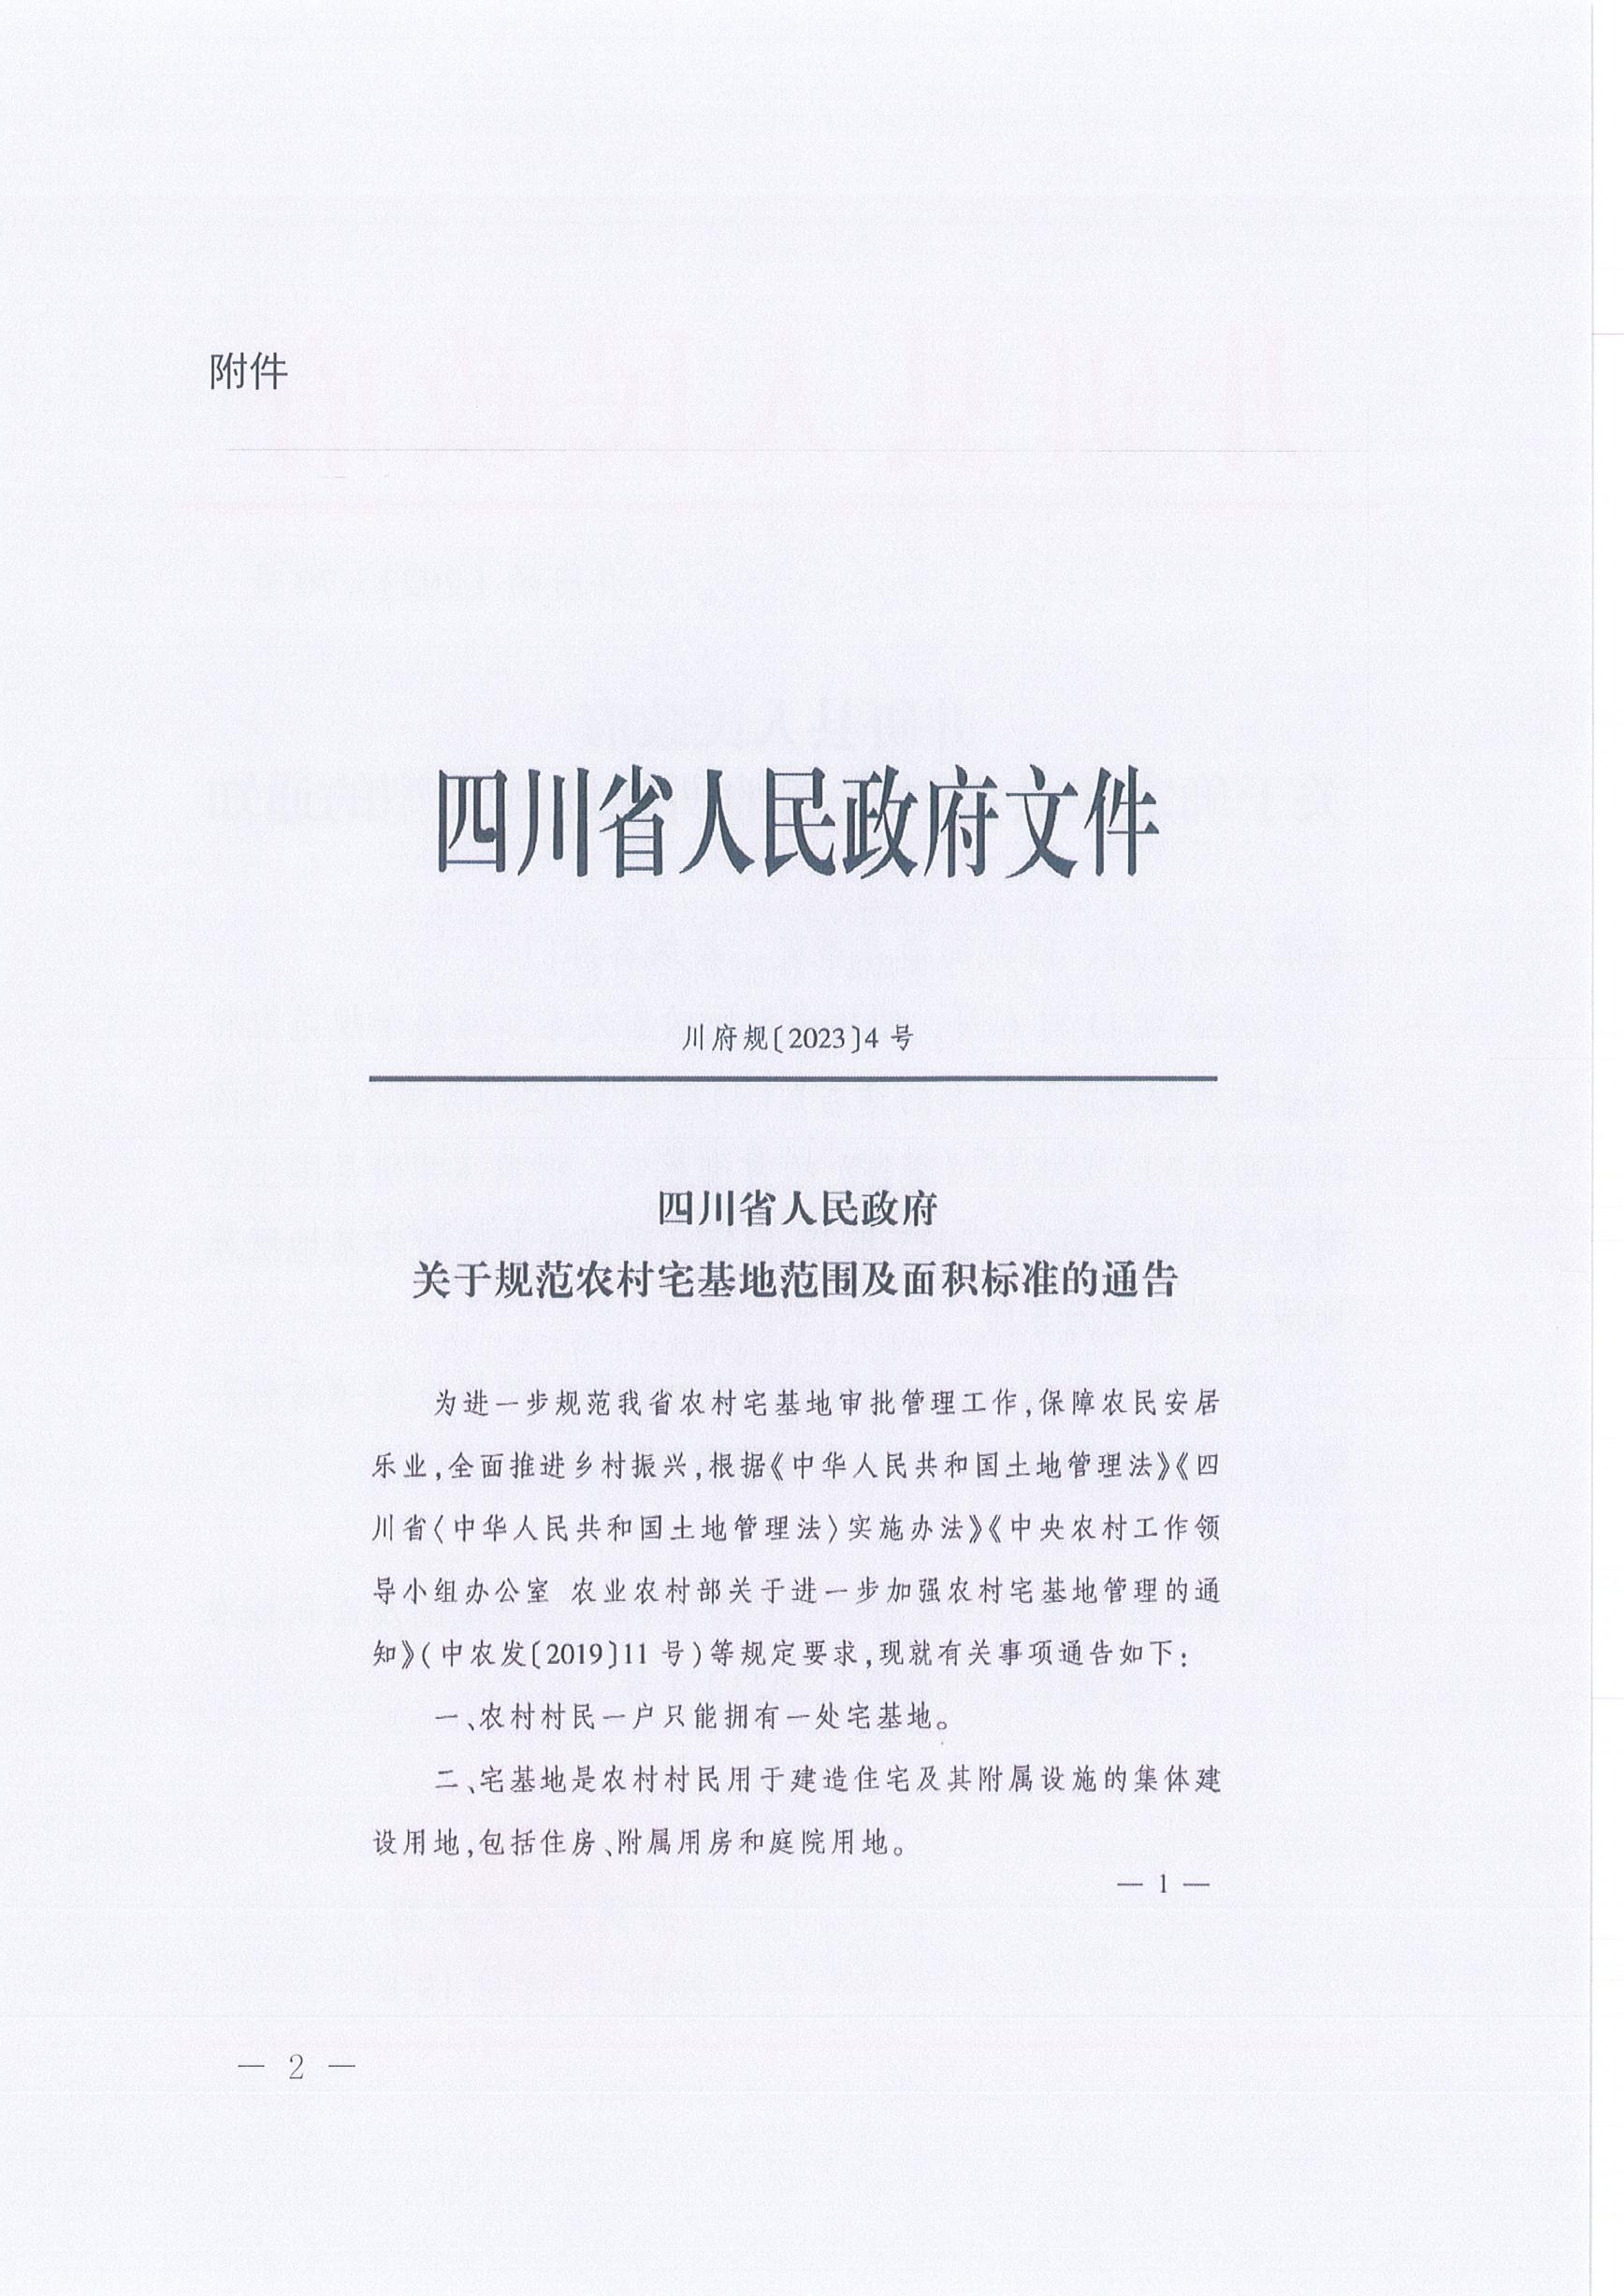 附件
四川省人民政府文件
川府规〔2023〕4 号
四川省人民政府
关于规范农村宅基地范围及面积标准的通告
为进一步规范我省农村宅基地审批管理工作,保障农民安居
乐业,全面推进乡村振兴,根据《中华人民共和国土地管理法》《四
川省〈中华人民共和国土地管理法〉实施办法》《中央农村工作领
导小组办公室 农业农村部关于进一步加强农村宅基地管理的通
知》(中农发〔2019〕11 号)等规定要求,现就有关事项通告如下:
一、农村村民一户只能拥有一处宅基地。
二、宅基地是农村村民用于建造住宅及其附属设施的集体建
设用地,包括住房、附属用房和庭院用地。
— 1 —
— 2 —